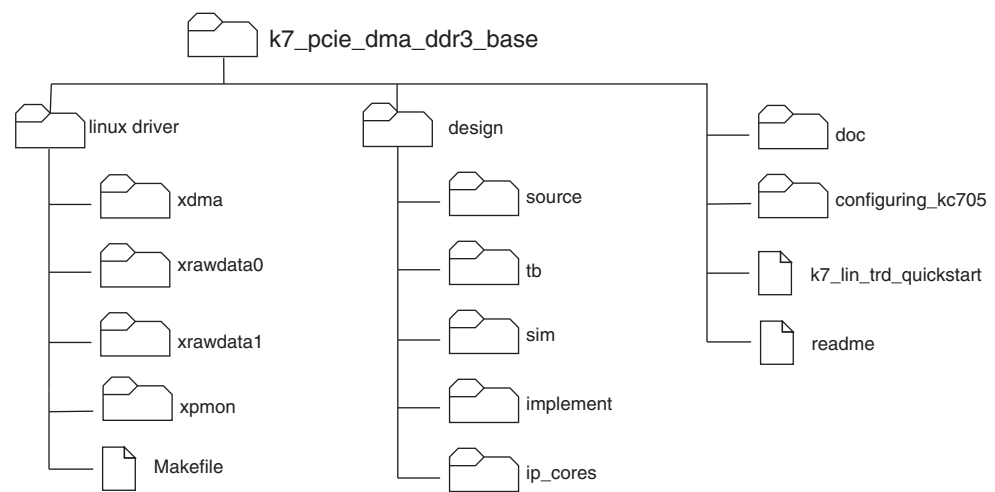 k7_pcie_dma_ddr3_base
linux driver
xdma
xrawdata0
xrawdata1
xpmon
Makefile
design
source
tb
sim
implement
ip_cores
doc
configuring_kc705
k7_lin_trd_quickstart
readme